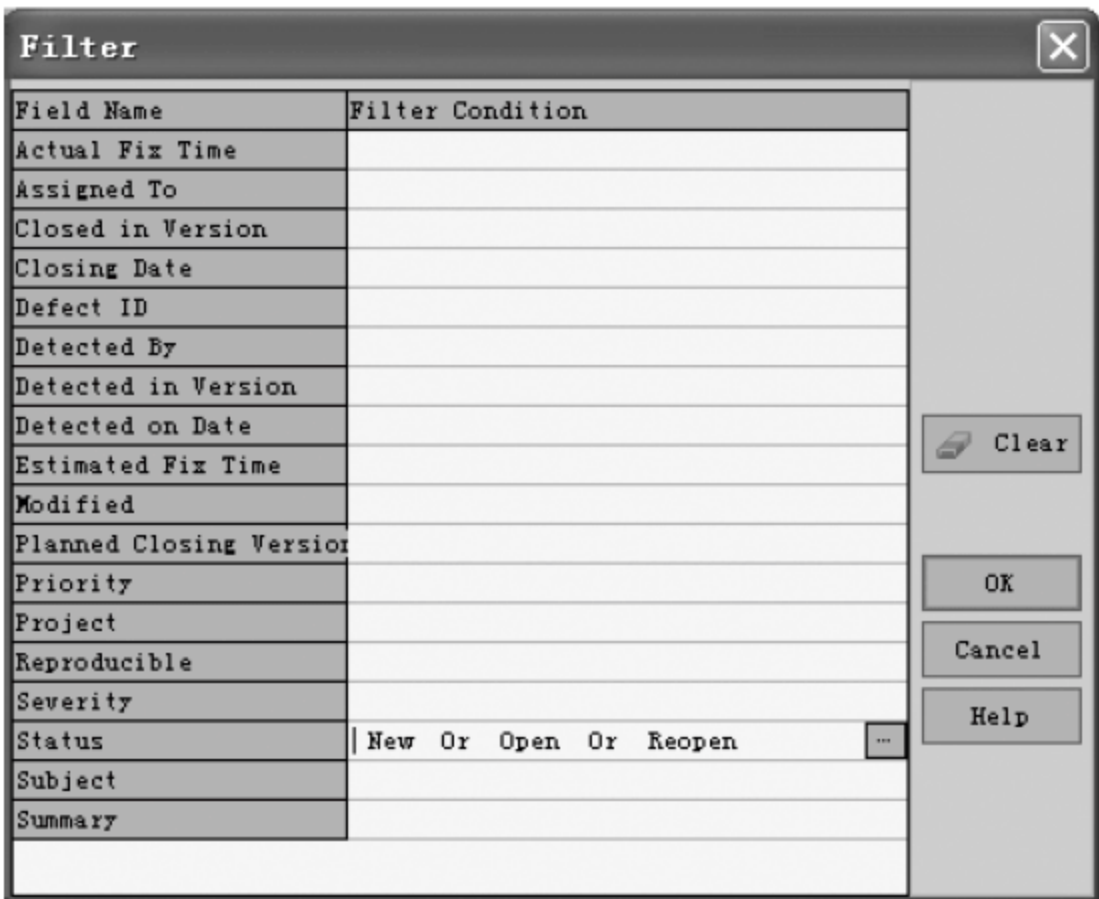 Filter
Field Name Filter Condition
Actual Fix Time
Assigned To
Closed in Version
Closing Date
Defect ID
Detected By
Detected in Version
Detected on Date
Estimated Fix Time
Modified
Planned Closing Version
Priority
Project
Reproducible
Severity
Status New Or Open Or Reopen ...
Subject
Summary
Clear
OK
Cancel
Help